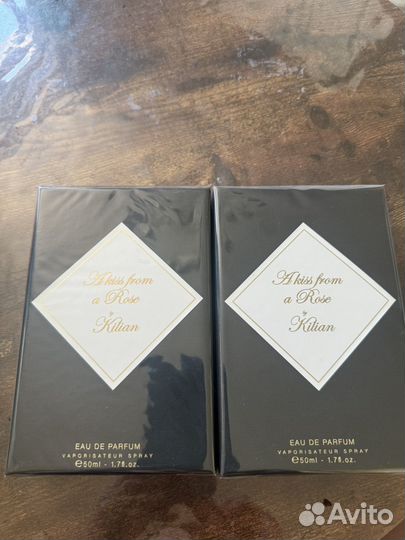 A kiss from
a Rose
by
Kilian
EAU DE PARFUM
VAPORISATEUR SPRAY
℮50ml - 1.7fl.oz.
A kiss from
a Rose
by
Kilian
EAU DE PARFUM
VAPORISATEUR SPRAY
℮50ml - 1.7fl.oz.
Avito